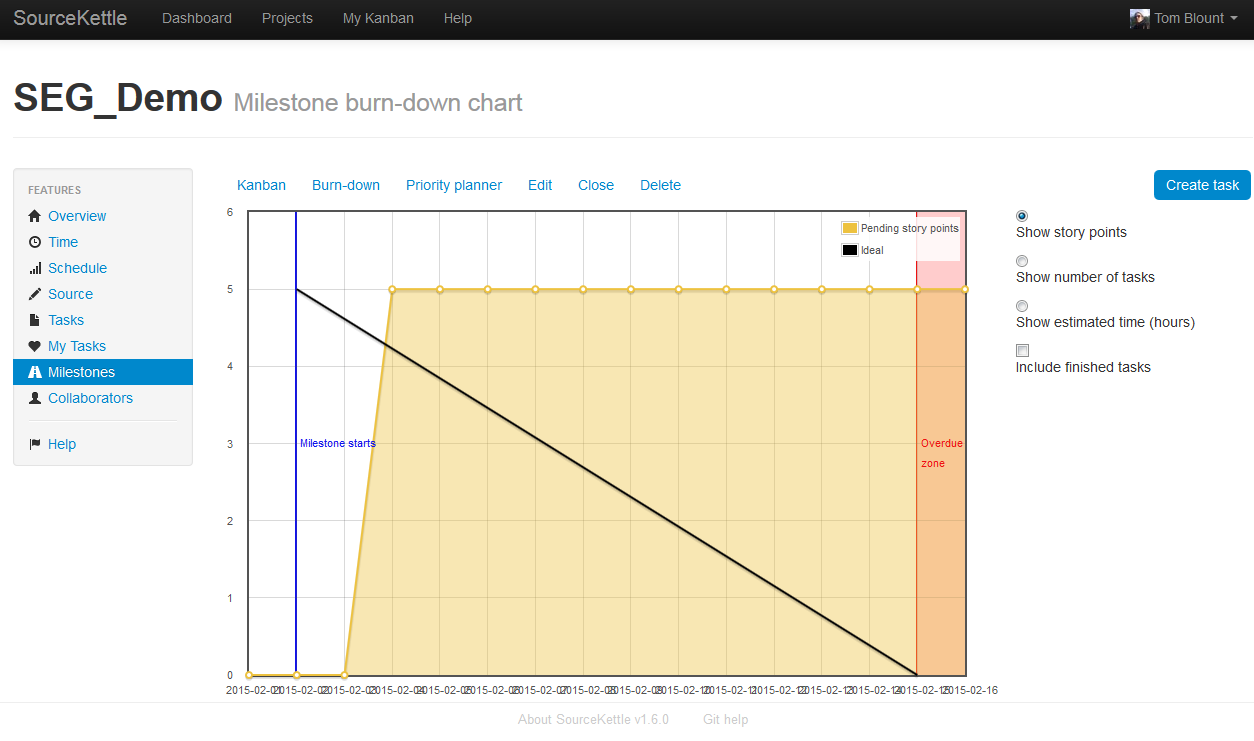 SourceKettle Dashboard Projects My Kanban Help Tom Blount
SEG_Demo Milestone burn-down chart
FEATURES
Overview
Time
Schedule
Source
Tasks
My Tasks
Milestones
Collaborators
Help
Kanban Burn-down Priority planner Edit Close Delete
Create task
6
5
4
3
2
1
0
Pending story points
Ideal
Milestone starts
Overdue
zone
2015-02-01 2015-02-02 2015-02-03 2015-02-04 2015-02-05 2015-02-06 2015-02-07 2015-02-08 2015-02-09 2015-02-10 2015-02-11 2015-02-12 2015-02-13 2015-02-14 2015-02-15 2015-02-16
Show story points
Show number of tasks
Show estimated time (hours)
Include finished tasks
About SourceKettle v1.6.0 Git help